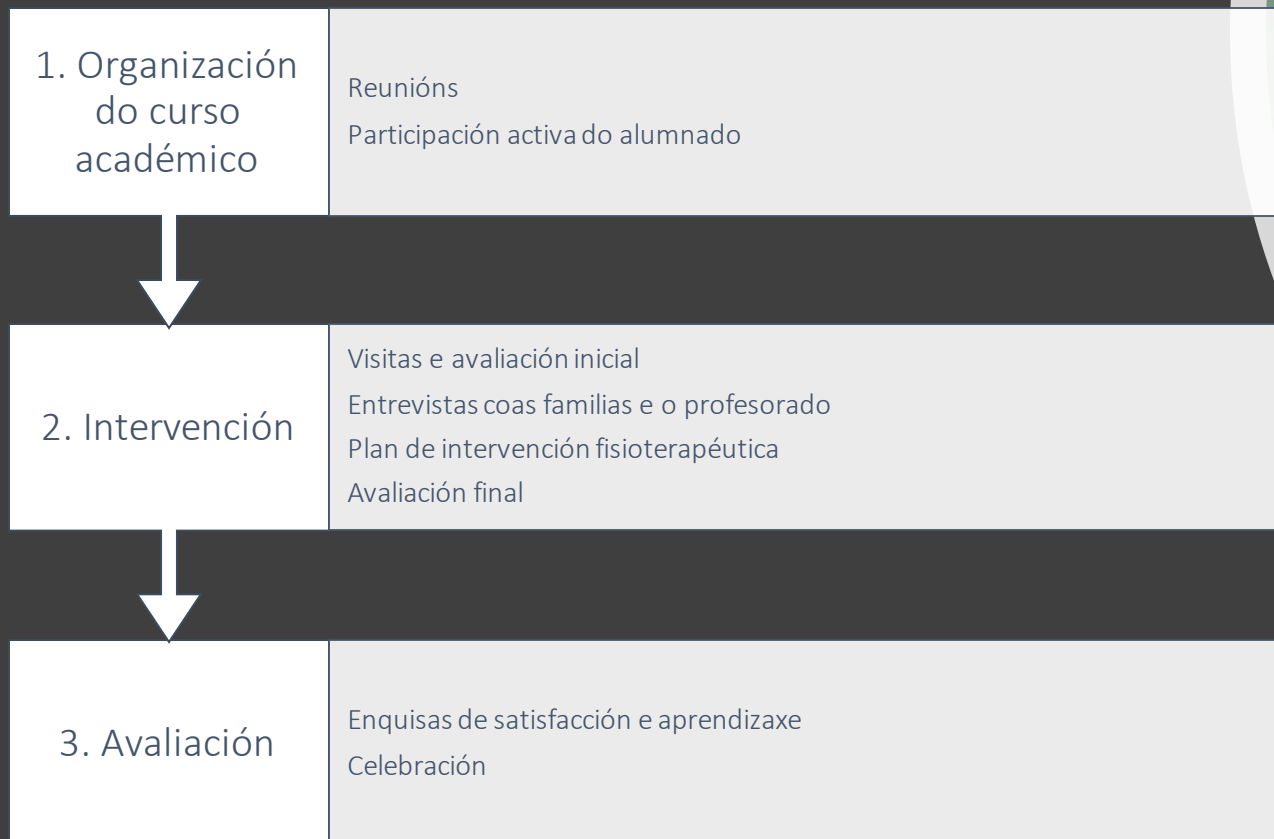 1. Organización
do curso
académico
Reunións
Participación activa do alumnado
2. Intervención
Visitas e avaliación inicial
Entrevistas coas familias e o profesorado
Plan de intervención fisioterapéutica
Avaliación final
3. Avaliación
Enquisas de satisfacción e aprendizaxe
Celebración